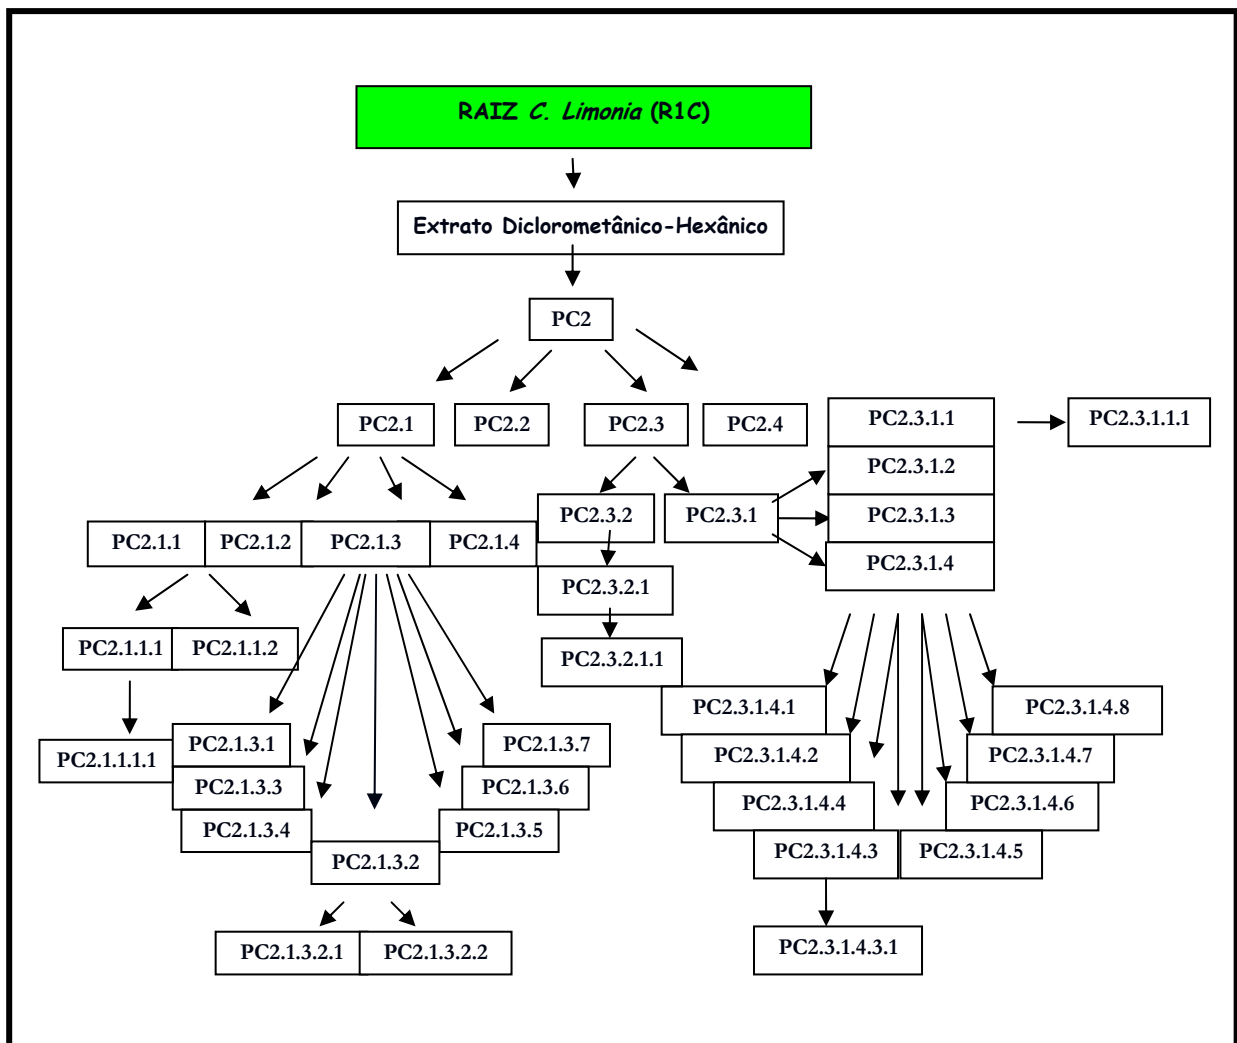 RAIZ C. Limonia (R1C)
Extrato Diclorometânico-Hexânico
PC2
PC2.1
PC2.2
PC2.3
PC2.4
PC2.3.1.1
PC2.3.1.1.1
PC2.3.1.2
PC2.3.1.3
PC2.3.1.4
PC2.3.2
PC2.3.1
PC2.1.1
PC2.1.2
PC2.1.3
PC2.1.4
PC2.3.2.1
PC2.1.1.1
PC2.1.1.2
PC2.3.2.1.1
PC2.1.1.1.1
PC2.1.3.1
PC2.1.3.3
PC2.1.3.4
PC2.1.3.2
PC2.1.3.7
PC2.1.3.6
PC2.1.3.5
PC2.1.3.2.1
PC2.1.3.2.2
PC2.3.1.4.1
PC2.3.1.4.2
PC2.3.1.4.4
PC2.3.1.4.3
PC2.3.1.4.5
PC2.3.1.4.8
PC2.3.1.4.7
PC2.3.1.4.6
PC2.3.1.4.3.1